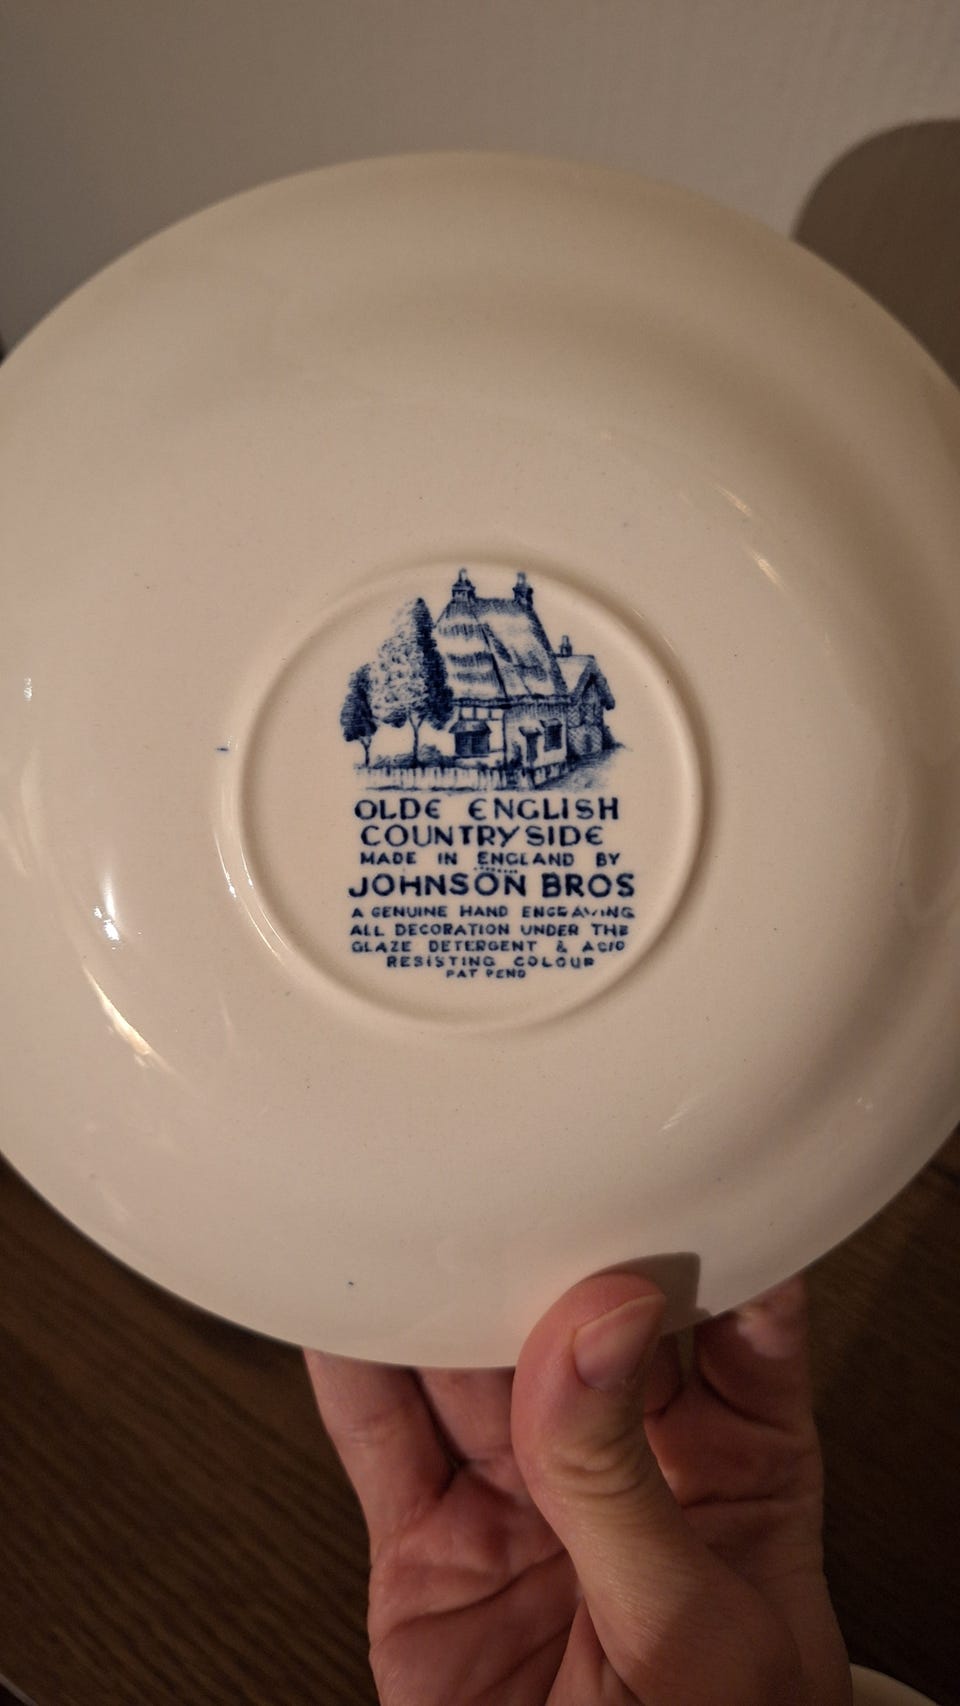 OLDE ENGLISH
COUNTRYSIDE
MADE IN ENGLAND BY
JOHNSON BROS
A GENUINE HAND ENGRAVING
ALL DECORATION UNDER THE
GLAZE DETERGENT & ACID
RESISTING COLOUR
PAT PEND